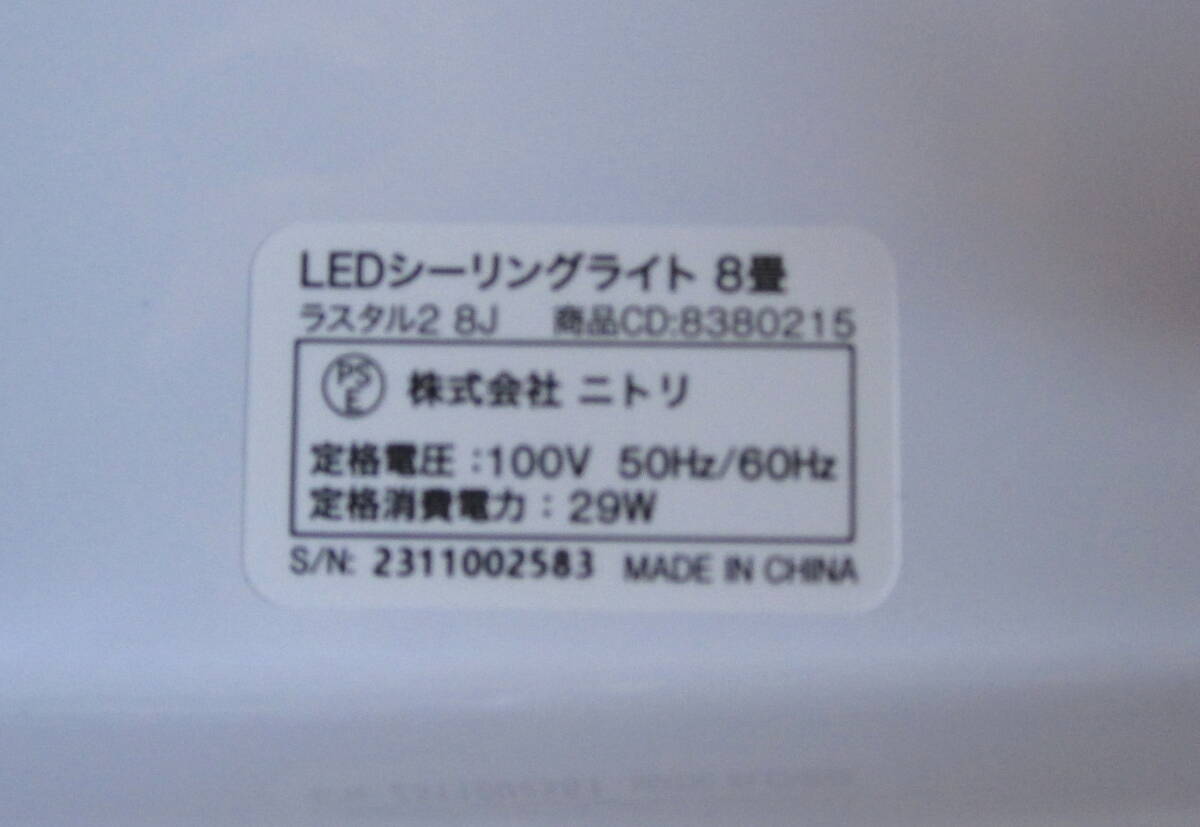 LEDシーリングライト 8畳
ラスタル2 8J 商品CD:8380215
PSE 株式会社 ニトリ
定格電圧:100V 50Hz/60Hz
定格消費電力:29W
S/N: 2311002583 MADE IN CHINA